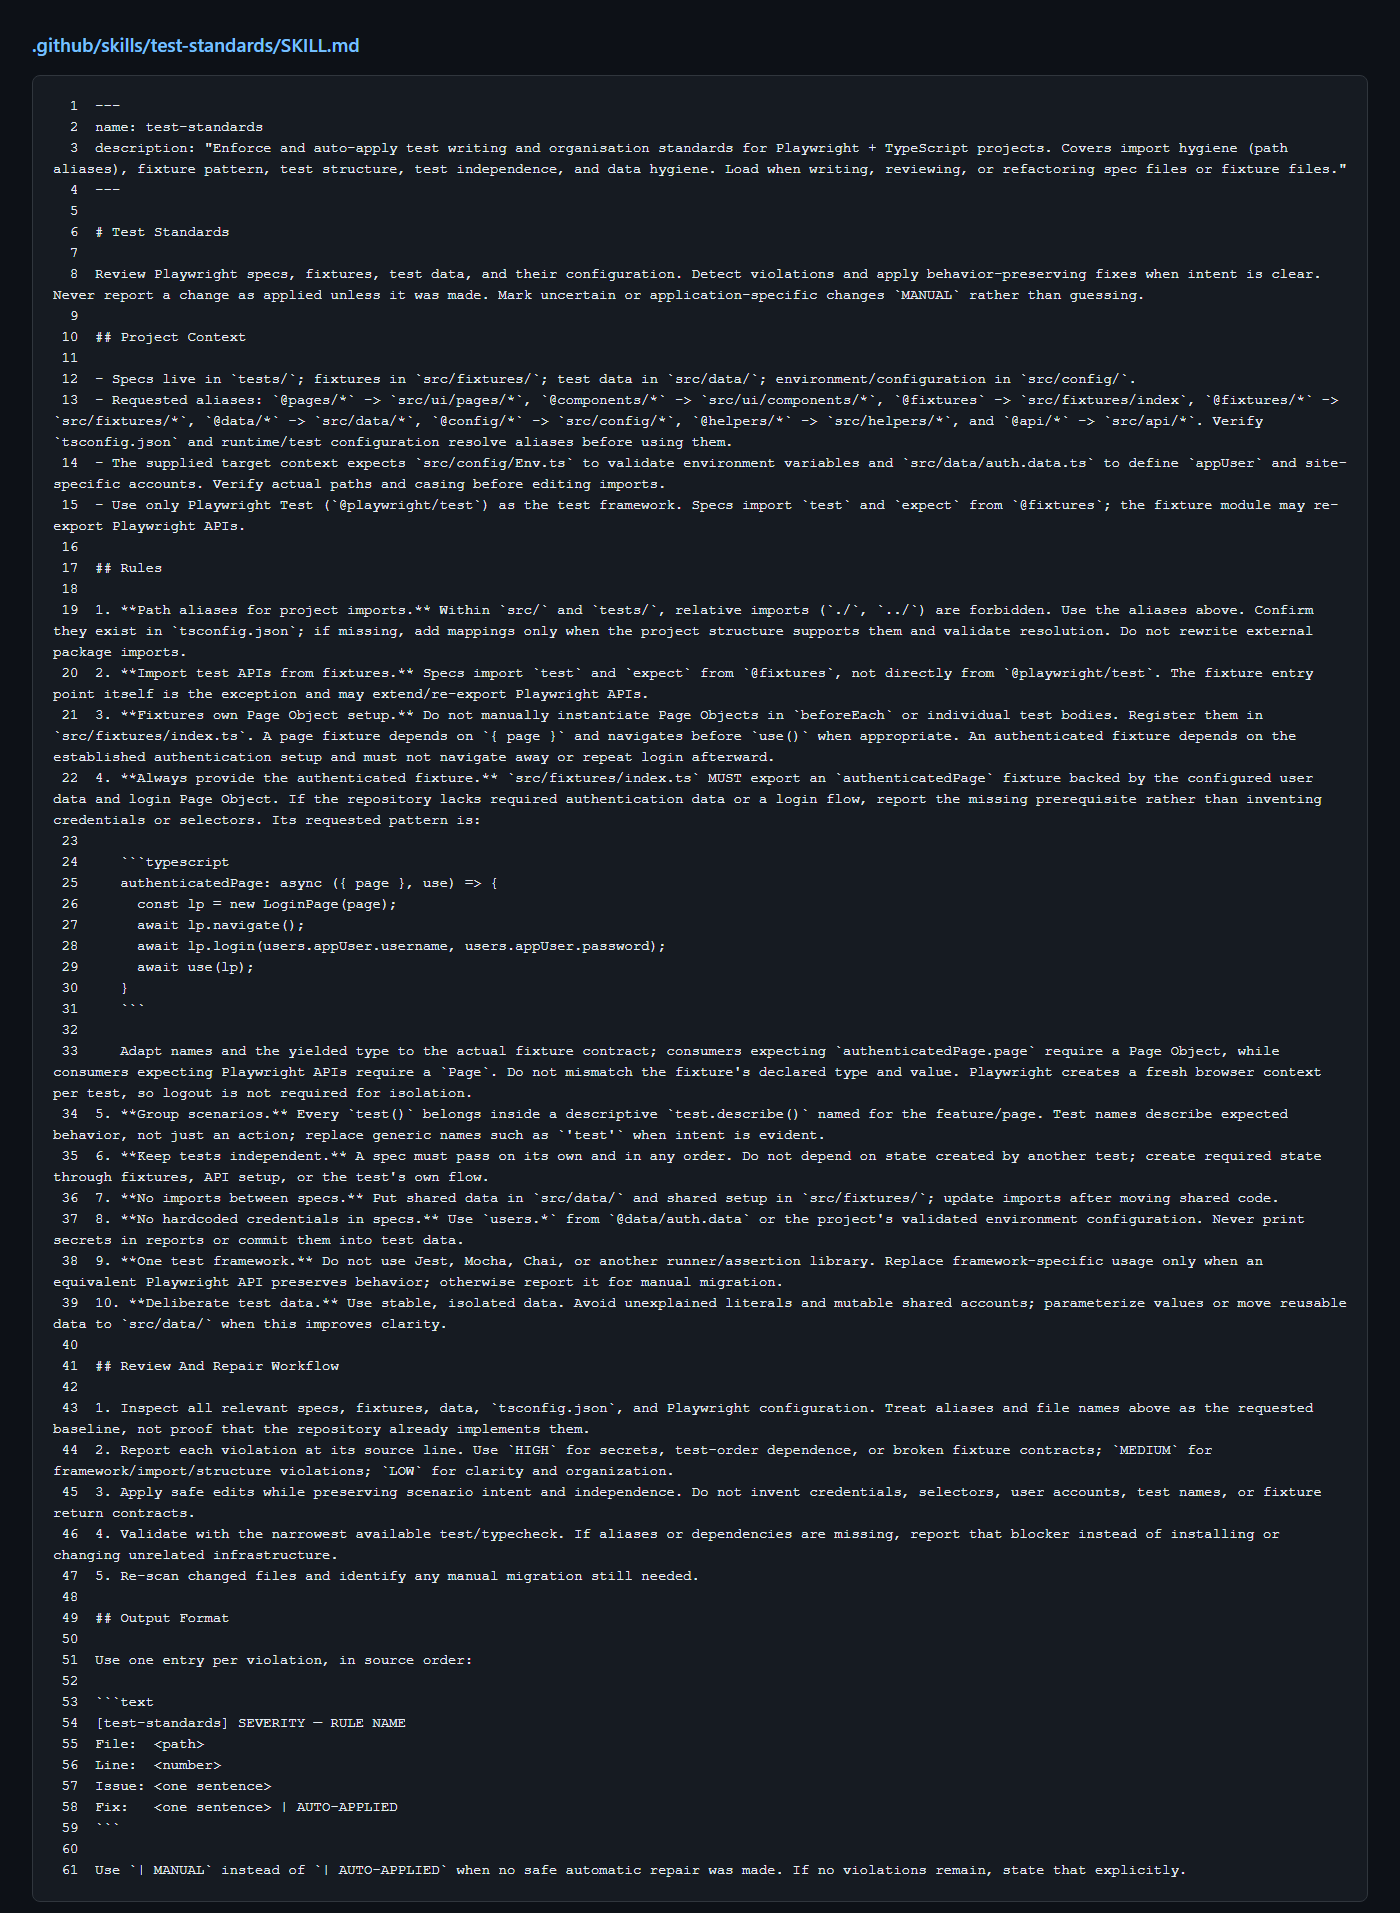 .github/skills/test-standards/SKILL.md
1 ---
2 name: test-standards
3 description: "Enforce and auto-apply test writing and organisation standards for Playwright + TypeScript projects. Covers import hygiene (path
aliases), fixture pattern, test structure, test independence, and data hygiene. Load when writing, reviewing, or refactoring spec files or fixture files."
4 ---
5
6 # Test Standards
7
8 Review Playwright specs, fixtures, test data, and their configuration. Detect violations and apply behavior-preserving fixes when intent is clear.
Never report a change as applied unless it was made. Mark uncertain or application-specific changes `MANUAL` rather than guessing.
9
10 ## Project Context
11
12 - Specs live in `tests/`; fixtures in `src/fixtures/`; test data in `src/data/`; environment/configuration in `src/config/`.
13 - Requested aliases: `@pages/*` -> `src/ui/pages/*`, `@components/*` -> `src/ui/components/*`, `@fixtures` -> `src/fixtures/index`, `@fixtures/*` ->
`src/fixtures/*`, `@data/*` -> `src/data/*`, `@config/*` -> `src/config/*`, `@helpers/*` -> `src/helpers/*`, and `@api/*` -> `src/api/*`. Verify
`tsconfig.json` and runtime/test configuration resolve aliases before using them.
14 - The supplied target context expects `src/config/Env.ts` to validate environment variables and `src/data/auth.data.ts` to define `appUser` and site-
specific accounts. Verify actual paths and casing before editing imports.
15 - Use only Playwright Test (`@playwright/test`) as the test framework. Specs import `test` and `expect` from `@fixtures`; the fixture module may re-
export Playwright APIs.
16
17 ## Rules
18
19 1. **Path aliases for project imports.** Within `src/` and `tests/`, relative imports (`./`, `../`) are forbidden. Use the aliases above. Confirm
they exist in `tsconfig.json`; if missing, add mappings only when the project structure supports them and validate resolution. Do not rewrite external
package imports.
20 2. **Import test APIs from fixtures.** Specs import `test` and `expect` from `@fixtures`, not directly from `@playwright/test`. The fixture entry
point itself is the exception and may extend/re-export Playwright APIs.
21 3. **Fixtures own Page Object setup.** Do not manually instantiate Page Objects in `beforeEach` or individual test bodies. Register them in
`src/fixtures/index.ts`. A page fixture depends on `{ page }` and navigates before `use()` when appropriate. An authenticated fixture depends on the
established authentication setup and must not navigate away or repeat login afterward.
22 4. **Always provide the authenticated fixture.** `src/fixtures/index.ts` MUST export an `authenticatedPage` fixture backed by the configured user
data and login Page Object. If the repository lacks required authentication data or a login flow, report the missing prerequisite rather than inventing
credentials or selectors. Its requested pattern is:
23
24    ```typescript
25    authenticatedPage: async ({ page }, use) => {
26      const lp = new LoginPage(page);
27      await lp.navigate();
28      await lp.login(users.appUser.username, users.appUser.password);
29      await use(lp);
30    }
31    ```
32
33    Adapt names and the yielded type to the actual fixture contract; consumers expecting `authenticatedPage.page` require a Page Object, while
consumers expecting Playwright APIs require a `Page`. Do not mismatch the fixture's declared type and value. Playwright creates a fresh browser context
per test, so logout is not required for isolation.
34 5. **Group scenarios.** Every `test()` belongs inside a descriptive `test.describe()` named for the feature/page. Test names describe expected
behavior, not just an action; replace generic names such as `'test'` when intent is evident.
35 6. **Keep tests independent.** A spec must pass on its own and in any order. Do not depend on state created by another test; create required state
through fixtures, API setup, or the test's own flow.
36 7. **No imports between specs.** Put shared data in `src/data/` and shared setup in `src/fixtures/`; update imports after moving shared code.
37 8. **No hardcoded credentials in specs.** Use `users.*` from `@data/auth.data` or the project's validated environment configuration. Never print
secrets in reports or commit them into test data.
38 9. **One test framework.** Do not use Jest, Mocha, Chai, or another runner/assertion library. Replace framework-specific usage only when an
equivalent Playwright API preserves behavior; otherwise report it for manual migration.
39 10. **Deliberate test data.** Use stable, isolated data. Avoid unexplained literals and mutable shared accounts; parameterize values or move reusable
data to `src/data/` when this improves clarity.
40
41 ## Review And Repair Workflow
42
43 1. Inspect all relevant specs, fixtures, data, `tsconfig.json`, and Playwright configuration. Treat aliases and file names above as the requested
baseline, not proof that the repository already implements them.
44 2. Report each violation at its source line. Use `HIGH` for secrets, test-order dependence, or broken fixture contracts; `MEDIUM` for
framework/import/structure violations; `LOW` for clarity and organization.
45 3. Apply safe edits while preserving scenario intent and independence. Do not invent credentials, selectors, user accounts, test names, or fixture
return contracts.
46 4. Validate with the narrowest available test/typecheck. If aliases or dependencies are missing, report that blocker instead of installing or
changing unrelated infrastructure.
47 5. Re-scan changed files and identify any manual migration still needed.
48
49 ## Output Format
50
51 Use one entry per violation, in source order:
52
53 ```text
54 [test-standards] SEVERITY — RULE NAME
55 File:  <path>
56 Line:  <number>
57 Issue: <one sentence>
58 Fix:   <one sentence> | AUTO-APPLIED
59 ```
60
61 Use `| MANUAL` instead of `| AUTO-APPLIED` when no safe automatic repair was made. If no violations remain, state that explicitly.